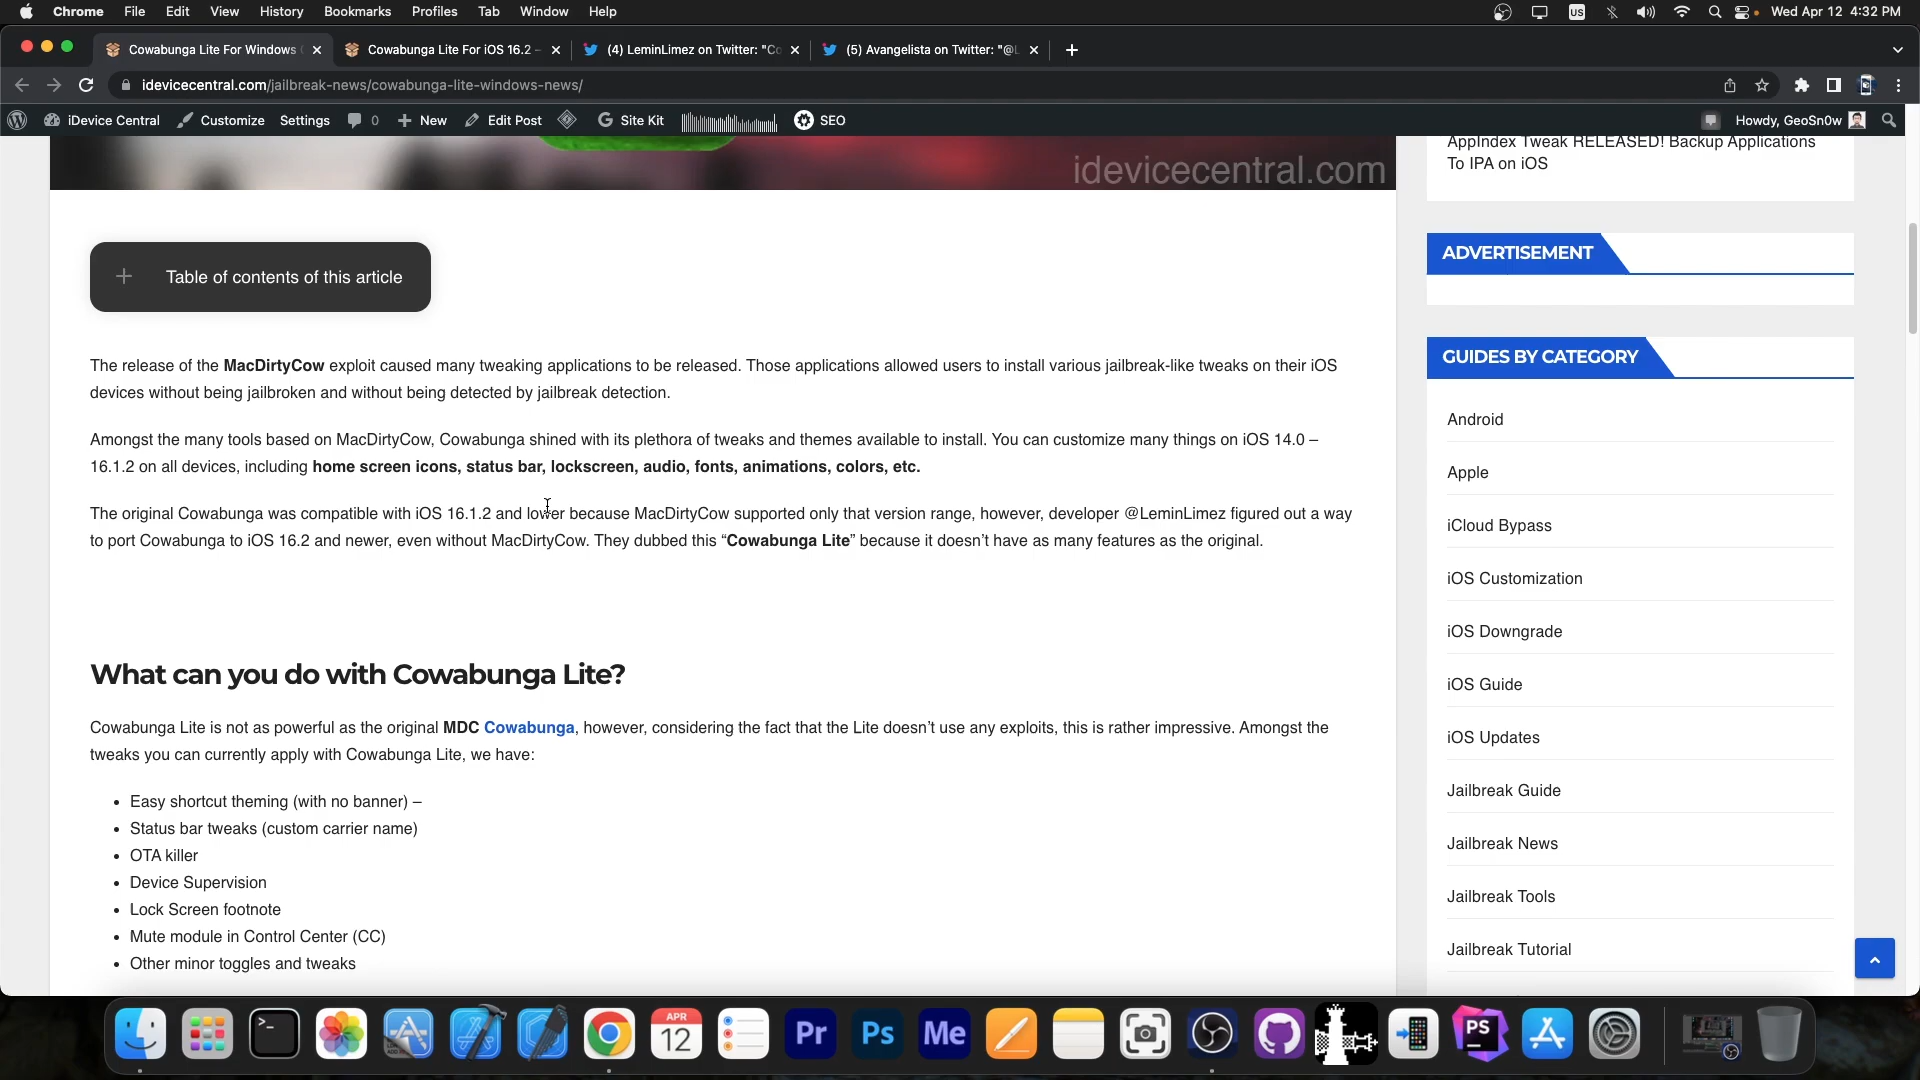 Chrome File Edit View History Bookmarks Profiles Tab Window Help US Wed Apr 12 4:32 PM
Cowabunga Lite For Windows Cowabunga Lite For iOS 16.2 - (4) LeminLimez on Twitter: "Co (5) Avangelista on Twitter: "@L
idevicecentral.com/jailbreak-news/cowabunga-lite-windows-news/
iDevice Central Customize Settings 0 New Edit Post Site Kit SEO Howdy, GeoSn0w
idevicecentral.com
AppIndex Tweak RELEASED! Backup Applications
To IPA on iOS
Table of contents of this article
The release of the MacDirtyCow exploit caused many tweaking applications to be released. Those applications allowed users to install various jailbreak-like tweaks on their iOS
devices without being jailbroken and without being detected by jailbreak detection.
Amongst the many tools based on MacDirtyCow, Cowabunga shined with its plethora of tweaks and themes available to install. You can customize many things on iOS 14.0 –
16.1.2 on all devices, including home screen icons, status bar, lockscreen, audio, fonts, animations, colors, etc.
The original Cowabunga was compatible with iOS 16.1.2 and lower because MacDirtyCow supported only that version range, however, developer @LeminLimez figured out a way
to port Cowabunga to iOS 16.2 and newer, even without MacDirtyCow. They dubbed this “Cowabunga Lite” because it doesn’t have as many features as the original.
What can you do with Cowabunga Lite?
Cowabunga Lite is not as powerful as the original MDC Cowabunga, however, considering the fact that the Lite doesn’t use any exploits, this is rather impressive. Amongst the
tweaks you can currently apply with Cowabunga Lite, we have:
• Easy shortcut theming (with no banner) –
• Status bar tweaks (custom carrier name)
• OTA killer
• Device Supervision
• Lock Screen footnote
• Mute module in Control Center (CC)
• Other minor toggles and tweaks
ADVERTISEMENT
GUIDES BY CATEGORY
Android
Apple
iCloud Bypass
iOS Customization
iOS Downgrade
iOS Guide
iOS Updates
Jailbreak Guide
Jailbreak News
Jailbreak Tools
Jailbreak Tutorial
APR
12
Pr Ps Me PS